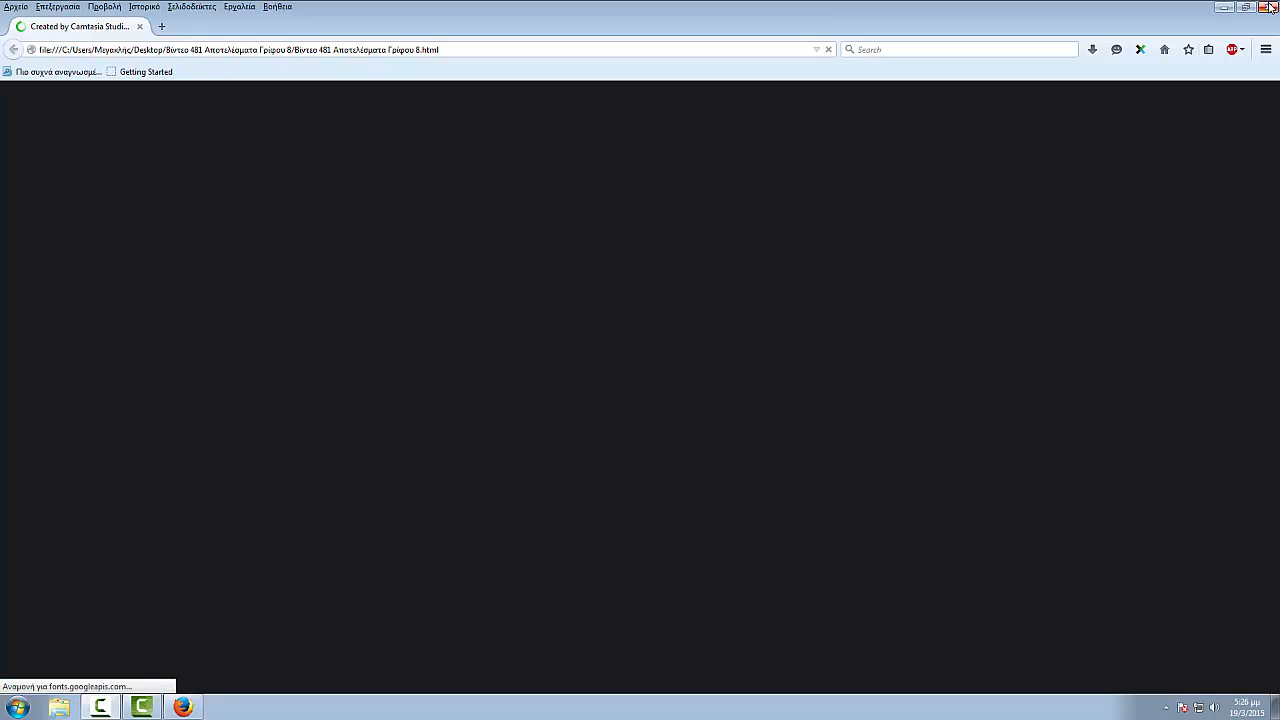 Αρχείο Επεξεργασία Προβολή Ιστορικό Σελιδοδείκτες Εργαλεία Βοήθεια
Created by Camtasia Studi...
file:///C:/Users/Μεγακλής/Desktop/Βίντεο 481 Αποτελέσματα Γρίφου 8/Βίντεο 481 Αποτελέσματα Γρίφου 8.html
Search
ABP
Πιο συχνά αναγνωσμέ... Getting Started
Αναμονή για fonts.googleapis.com...
5:26 μμ
19/3/2015